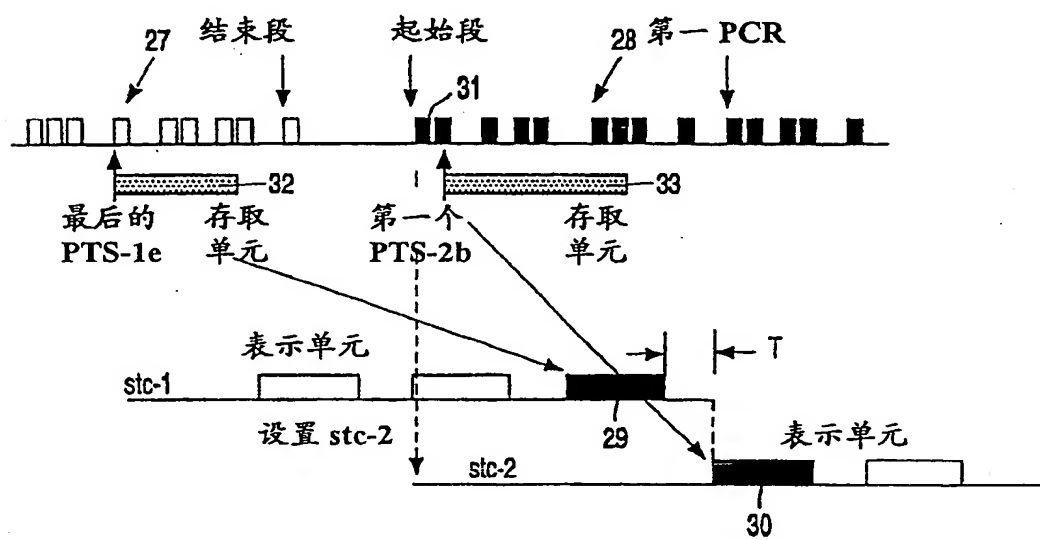 27 结束段 起始段 28 第一 PCR
31
32 33
最后的 存取 第一个 存取
PTS-1e 单元 PTS-2b 单元
表示单元 T
stc-1
设置 stc-2 29 表示单元
stc-2
30